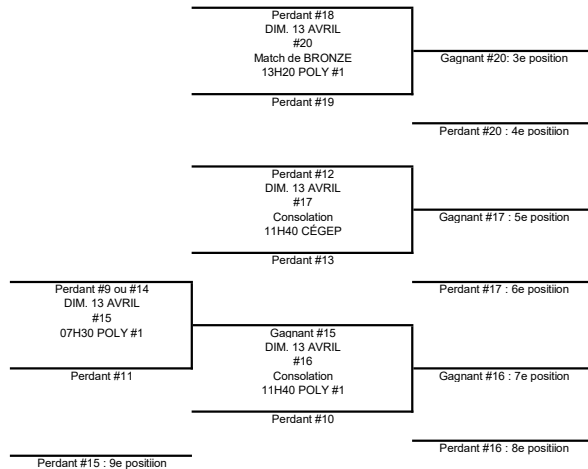 Perdant #18
DIM. 13 AVRIL
#20
Match de BRONZE
13H20 POLY #1
Gagnant #20: 3e position
Perdant #19
Perdant #20 : 4e positiion
Perdant #12
DIM. 13 AVRIL
#17
Consolation
11H40 CÉGEP
Gagnant #17 : 5e position
Perdant #13
Perdant #9 ou #14
DIM. 13 AVRIL
#15
07H30 POLY #1
Perdant #17 : 6e positiion
Gagnant #15
DIM. 13 AVRIL
#16
Consolation
11H40 POLY #1
Perdant #11
Gagnant #16 : 7e position
Perdant #10
Perdant #16 : 8e positiion
Perdant #15 : 9e positiion